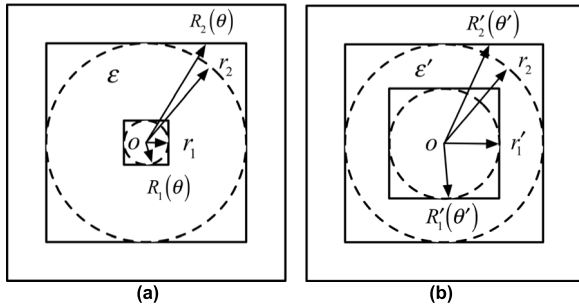 R₂(θ)
r₂
ε
o
r₁
R₁(θ)
(a)
R′₂(θ′)
r₂
ε′
o
r′₁
R′₁(θ′)
(b)